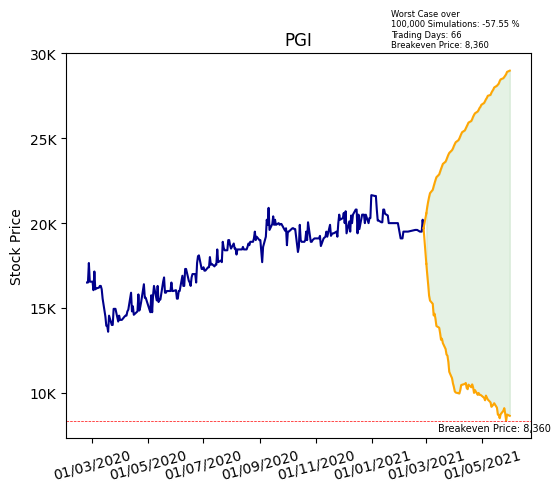 Worst Case over
100,000 Simulations: -57.55 %
Trading Days: 66
Breakeven Price: 8,360
PGI
Stock Price
30K
25K
20K
15K
10K
Breakeven Price: 8,360
01/03/2020
01/05/2020
01/07/2020
01/09/2020
01/11/2020
01/01/2021
01/03/2021
01/05/2021